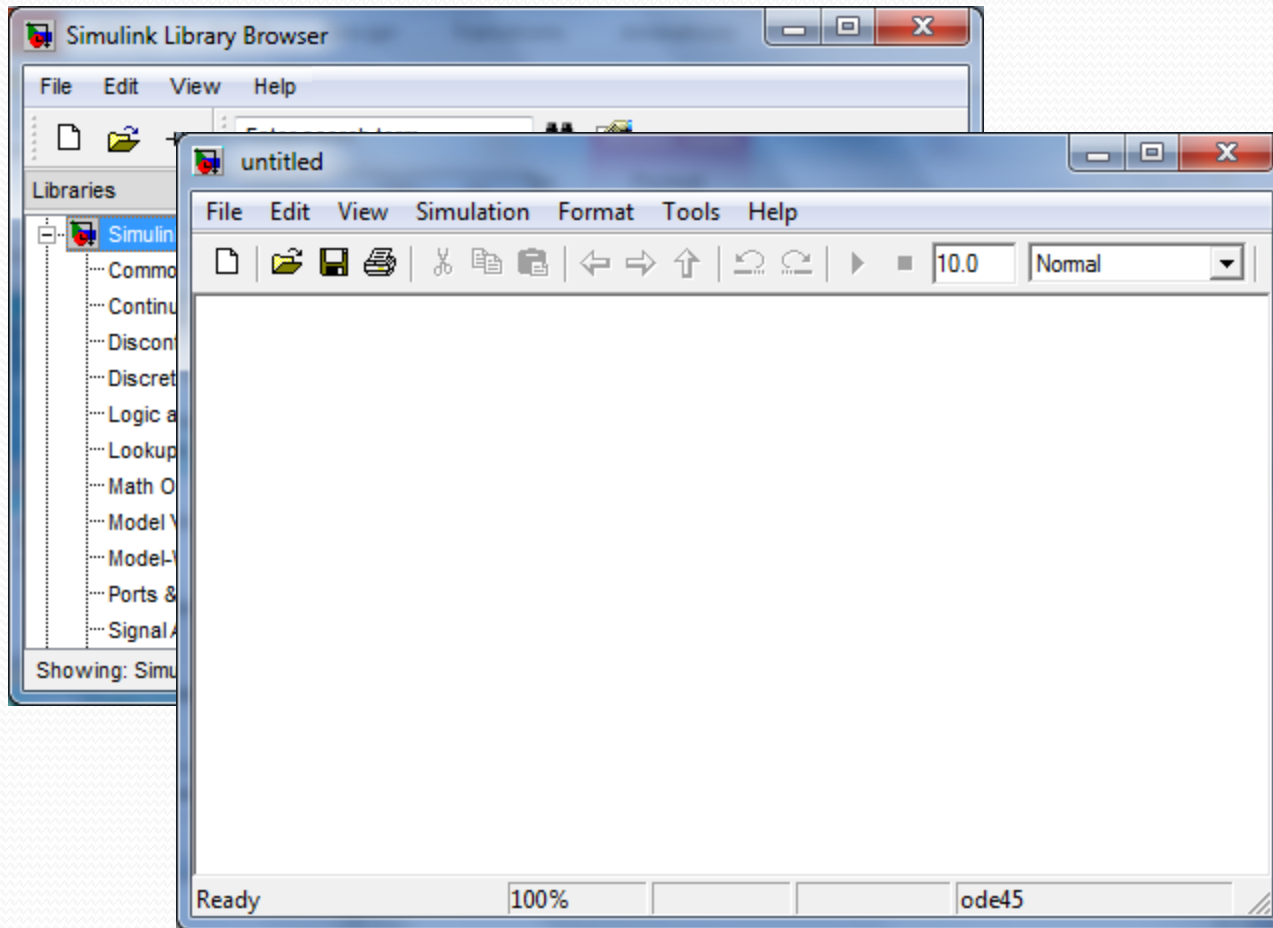 Simulink Library Browser
File Edit View Help
Libraries
Simulin
Commo
Continu
Discont
Discret
Logic a
Lookup
Math O
Model V
Model-
Ports &
Signal
Showing: Simu
untitled
File Edit View Simulation Format Tools Help
10.0 Normal
Ready 100% ode45